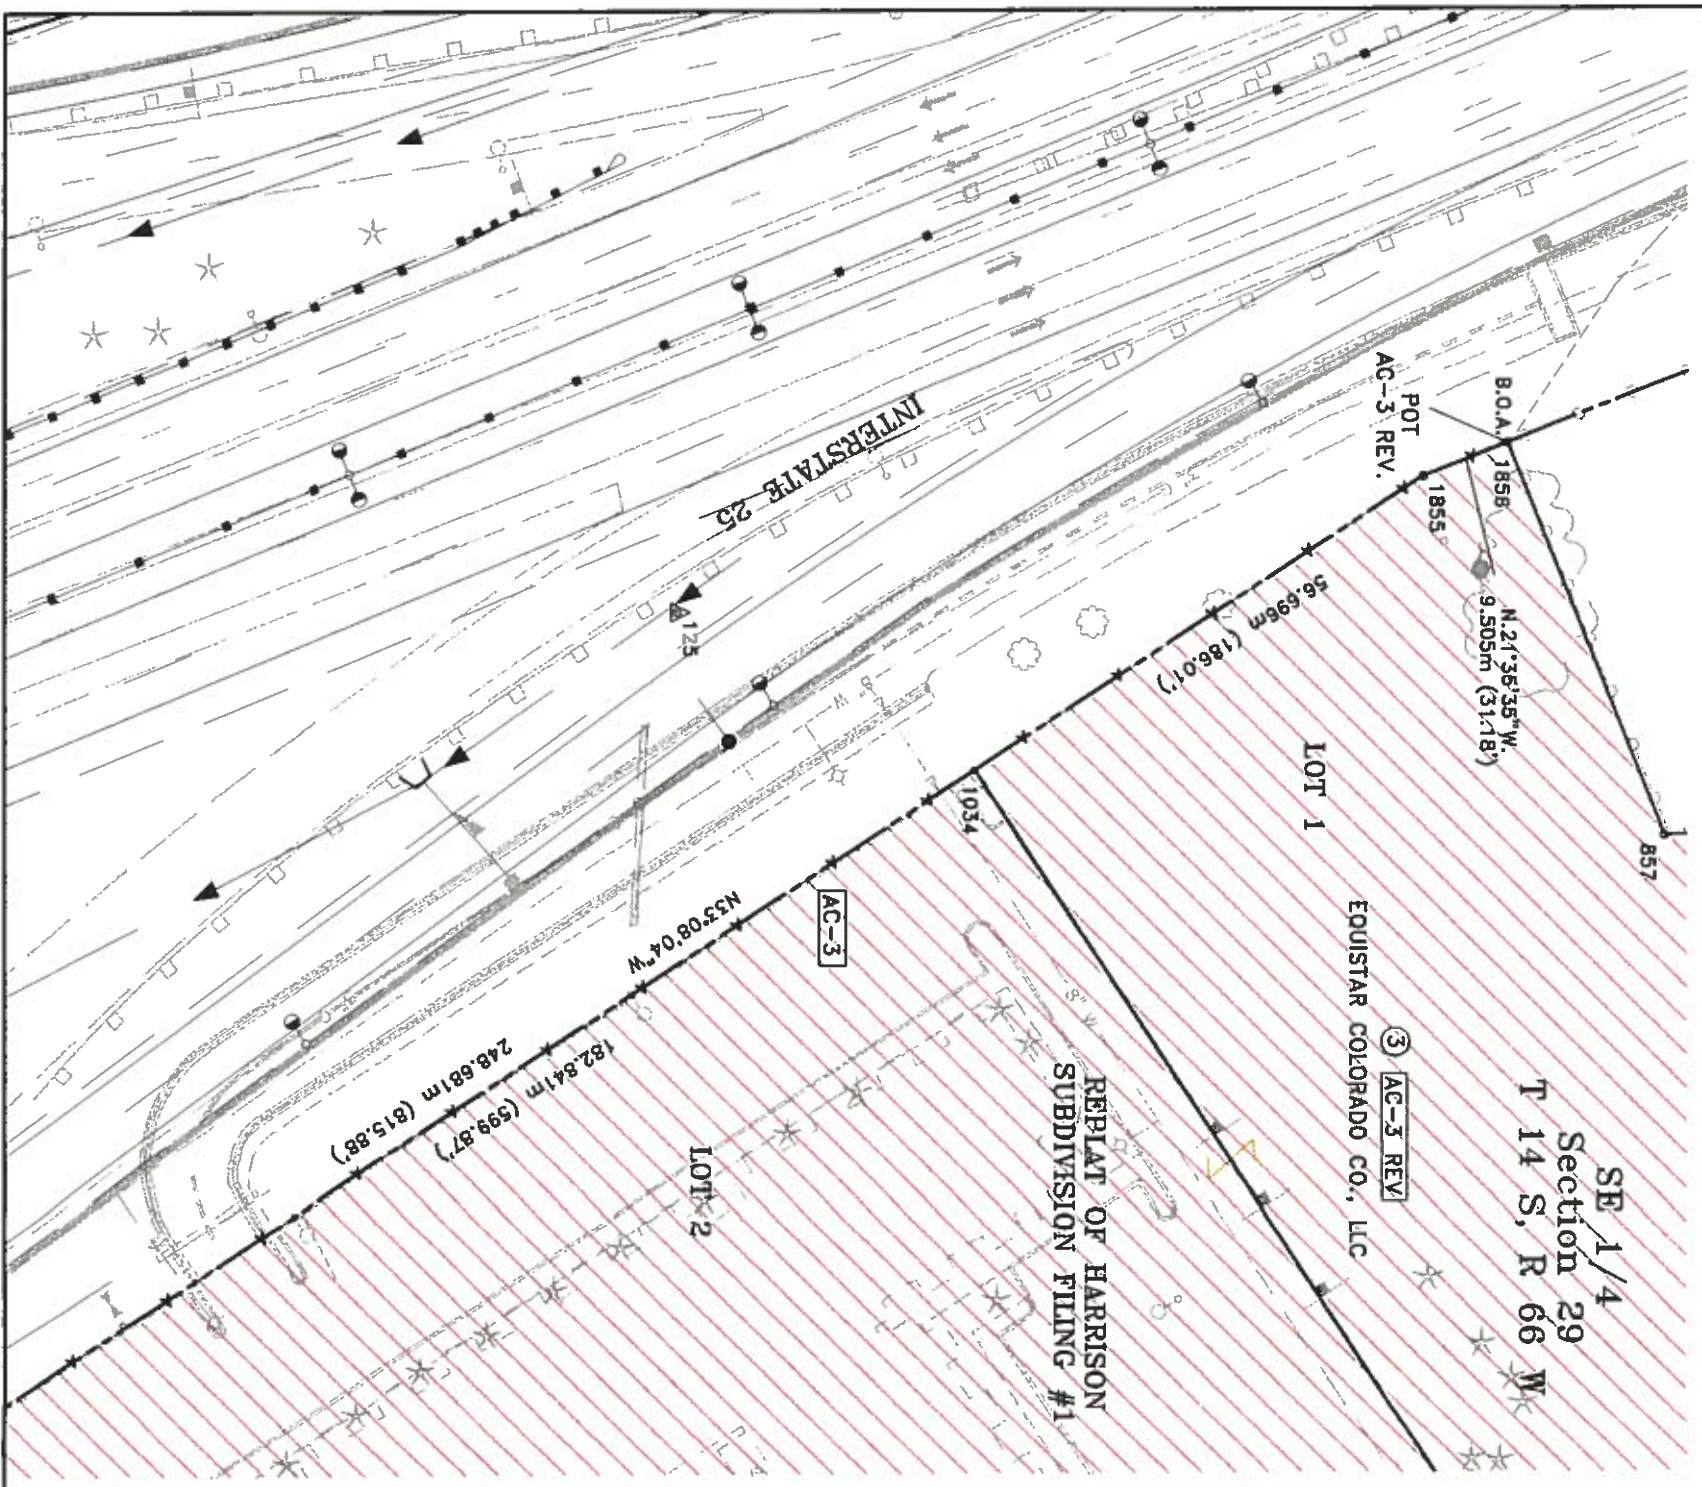 SE 1/4
Section 29
T 14 S, R 66 W
857
3 AC-3 REV
EQUISTAR COLORADO CO., LLC
LOT 1
N.21°36'35"W.
9.505m (31.18')
B.O.A.
1856
POT
AC-3 REV.
1855
56.696m (186.01')
INTERSTATE 25
125
W
1034
AC-3
N33°08'04"W
8" W
REPLAT OF HARRISON
SUBDIVISION FILING #1
182.841m (599.87')
248.681m (815.88')
LOT 2